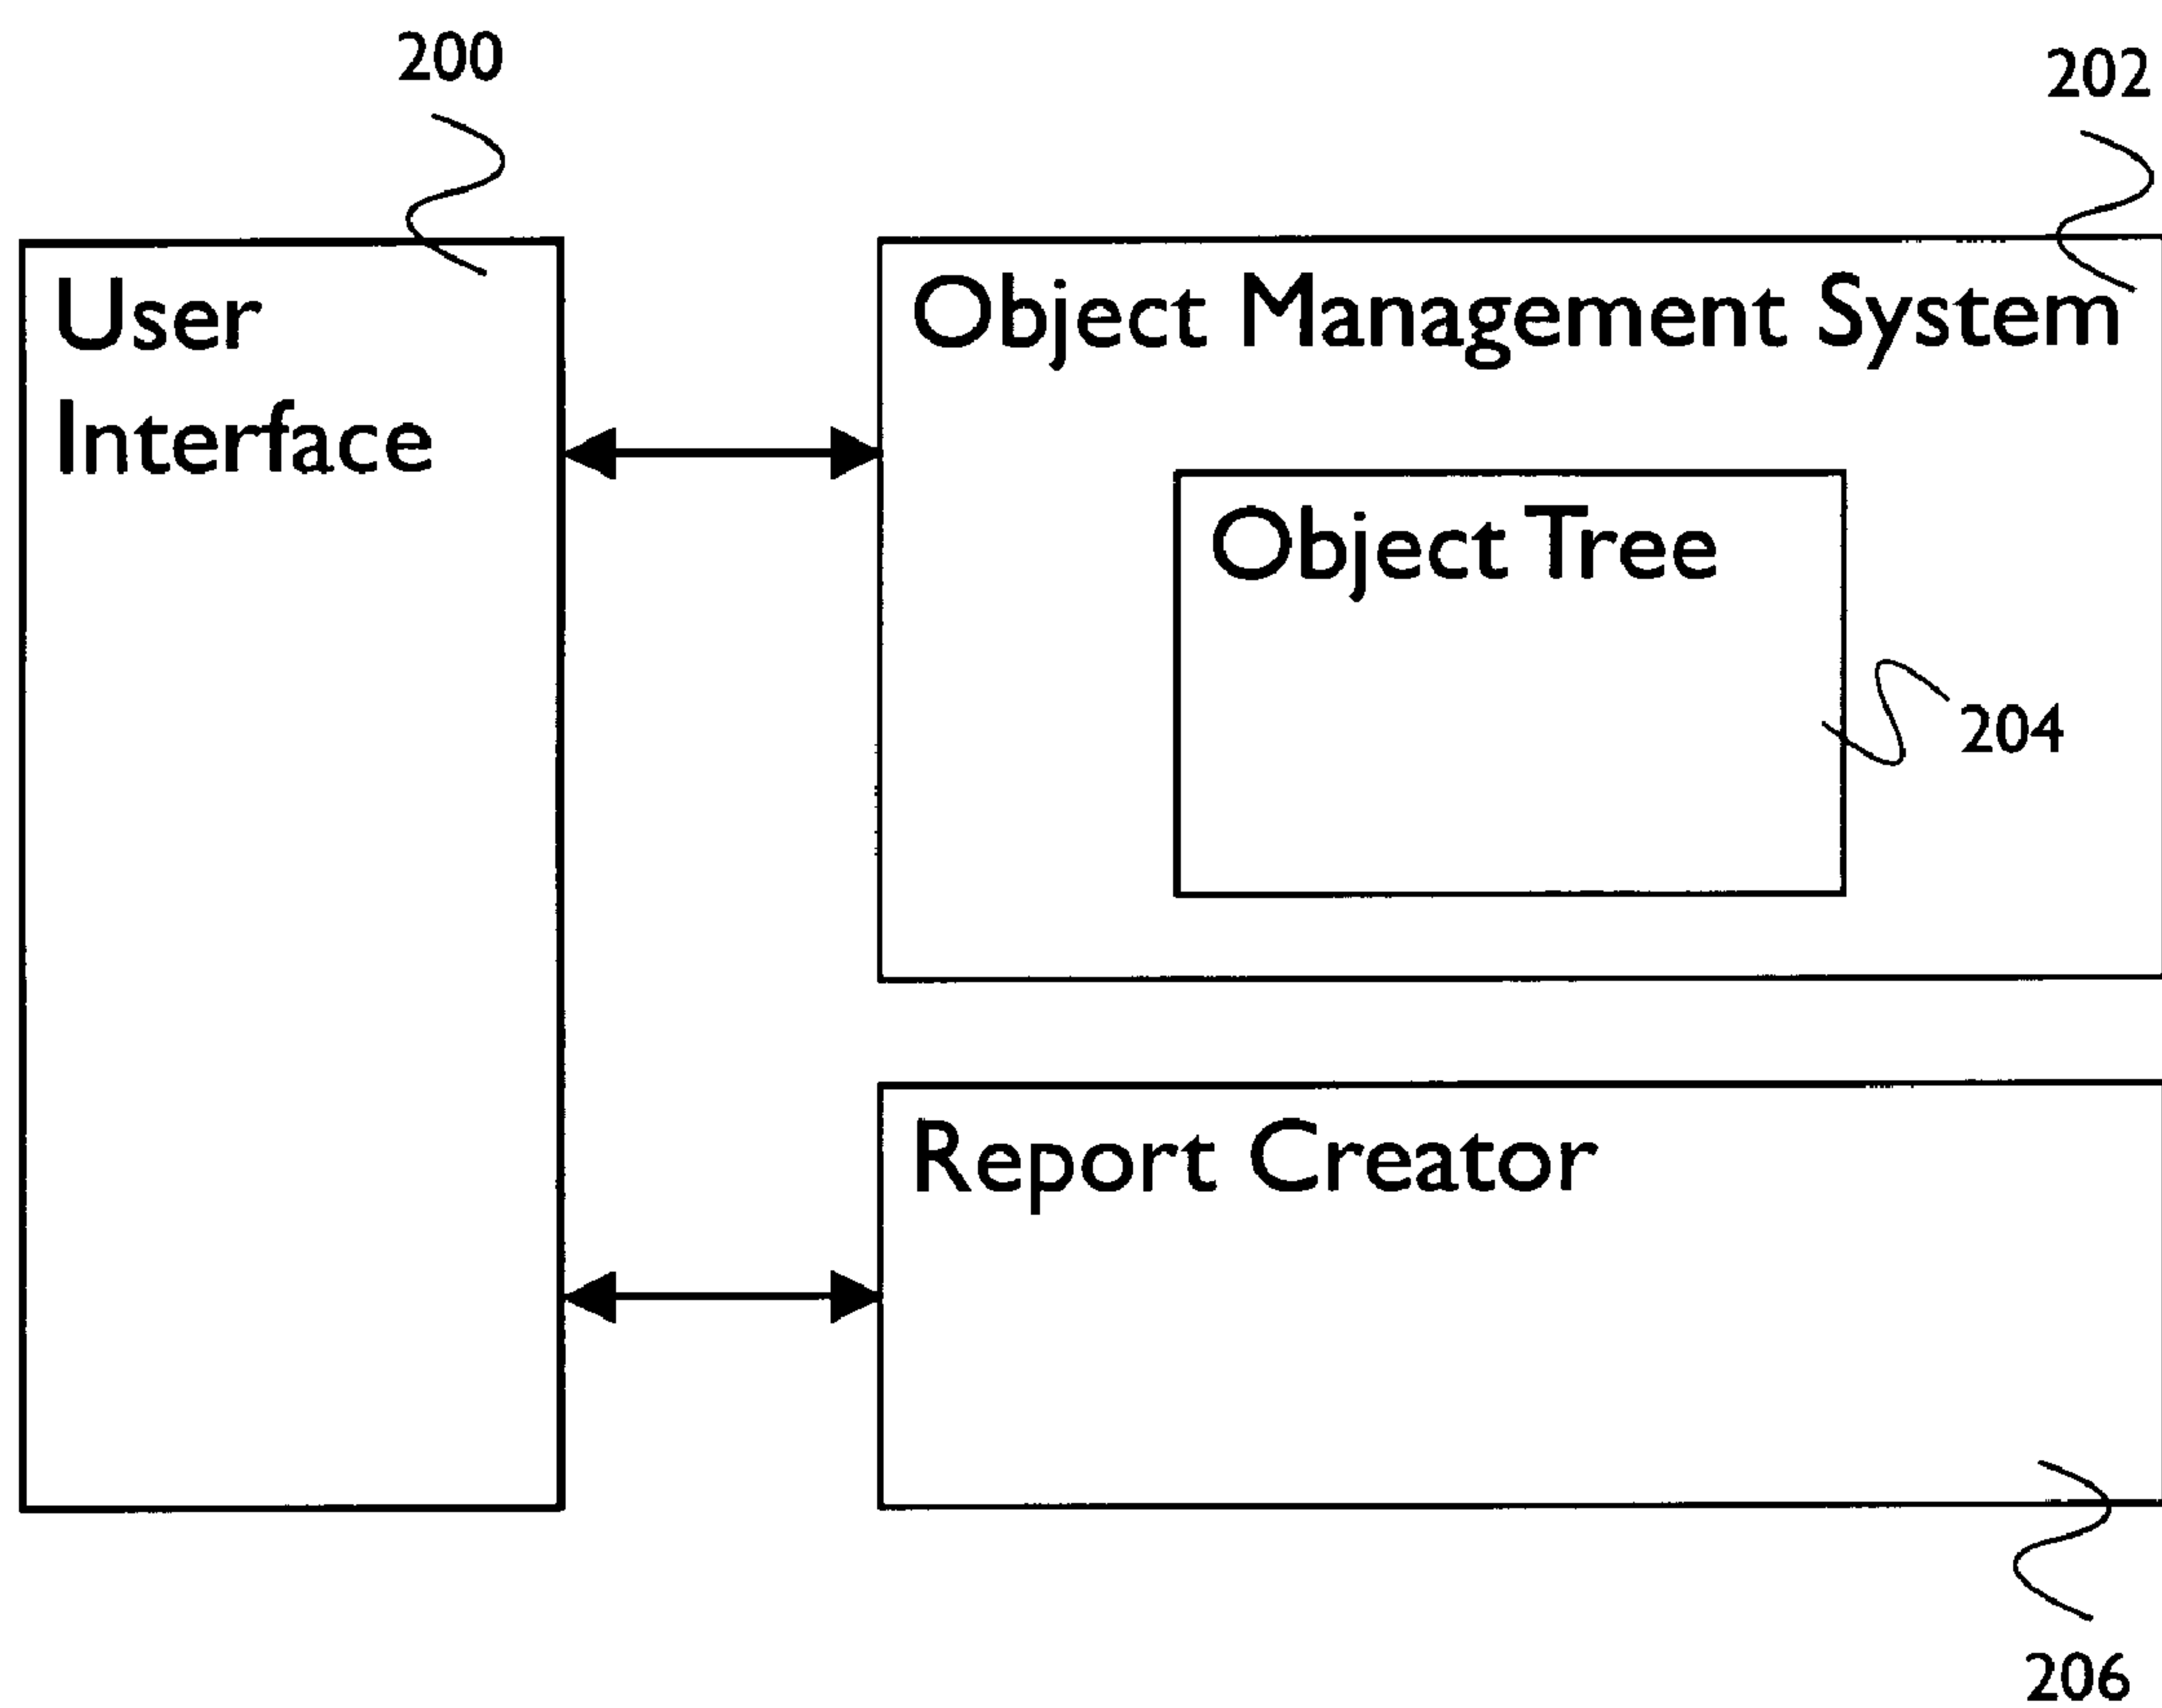 200
202
User
Interface
Object Management System
Object Tree
204
Report Creator
206